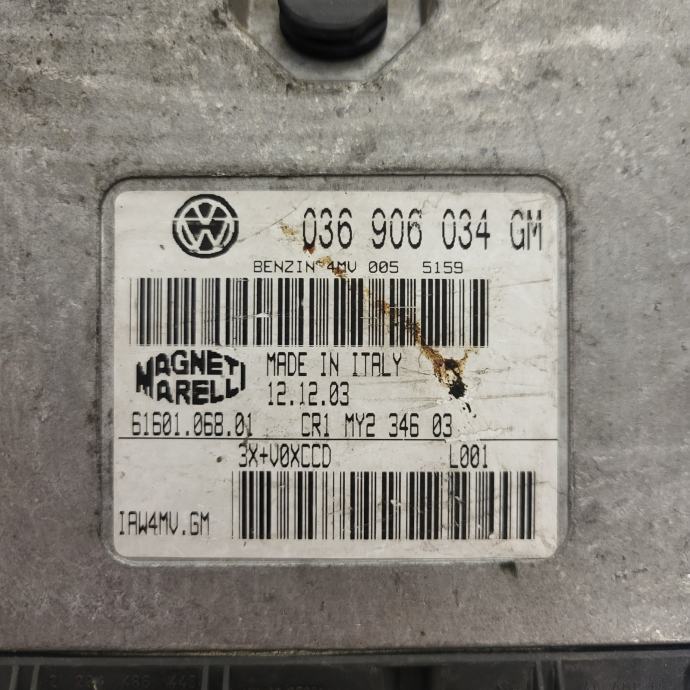 036 906 034 GM
BENZIN 4MV 005 5159
MAGNETI MARELLI
MADE IN ITALY
12.12.03
61601.068.01 CR1 MY2 346 03
3X+V0XCCD L001
IAW4MV.GM